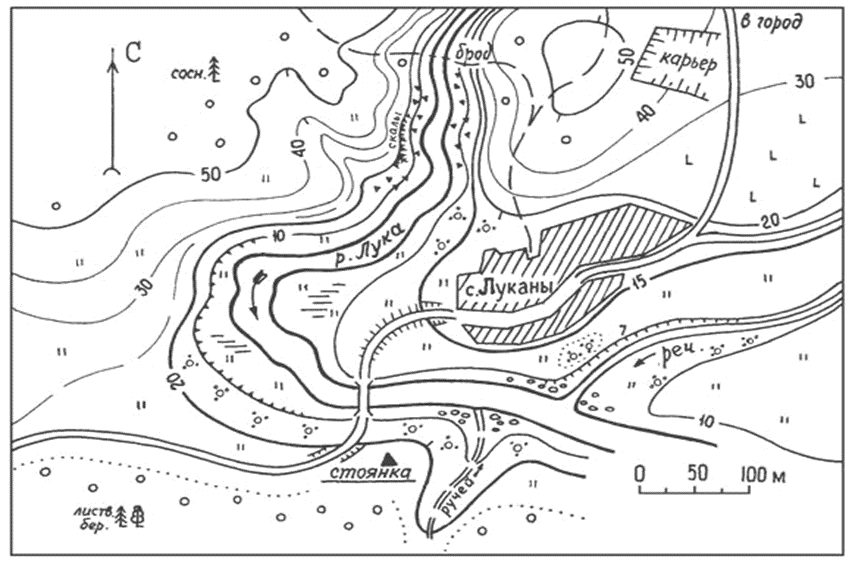 в город
брод
50
карьер
С
сосн.
скалы
40
40
30
50
20
10
р. Лука
30
с. Луканы
15
7
реч.
20
10
0 50 100 м
стоянка
ручей
листв.
бер.